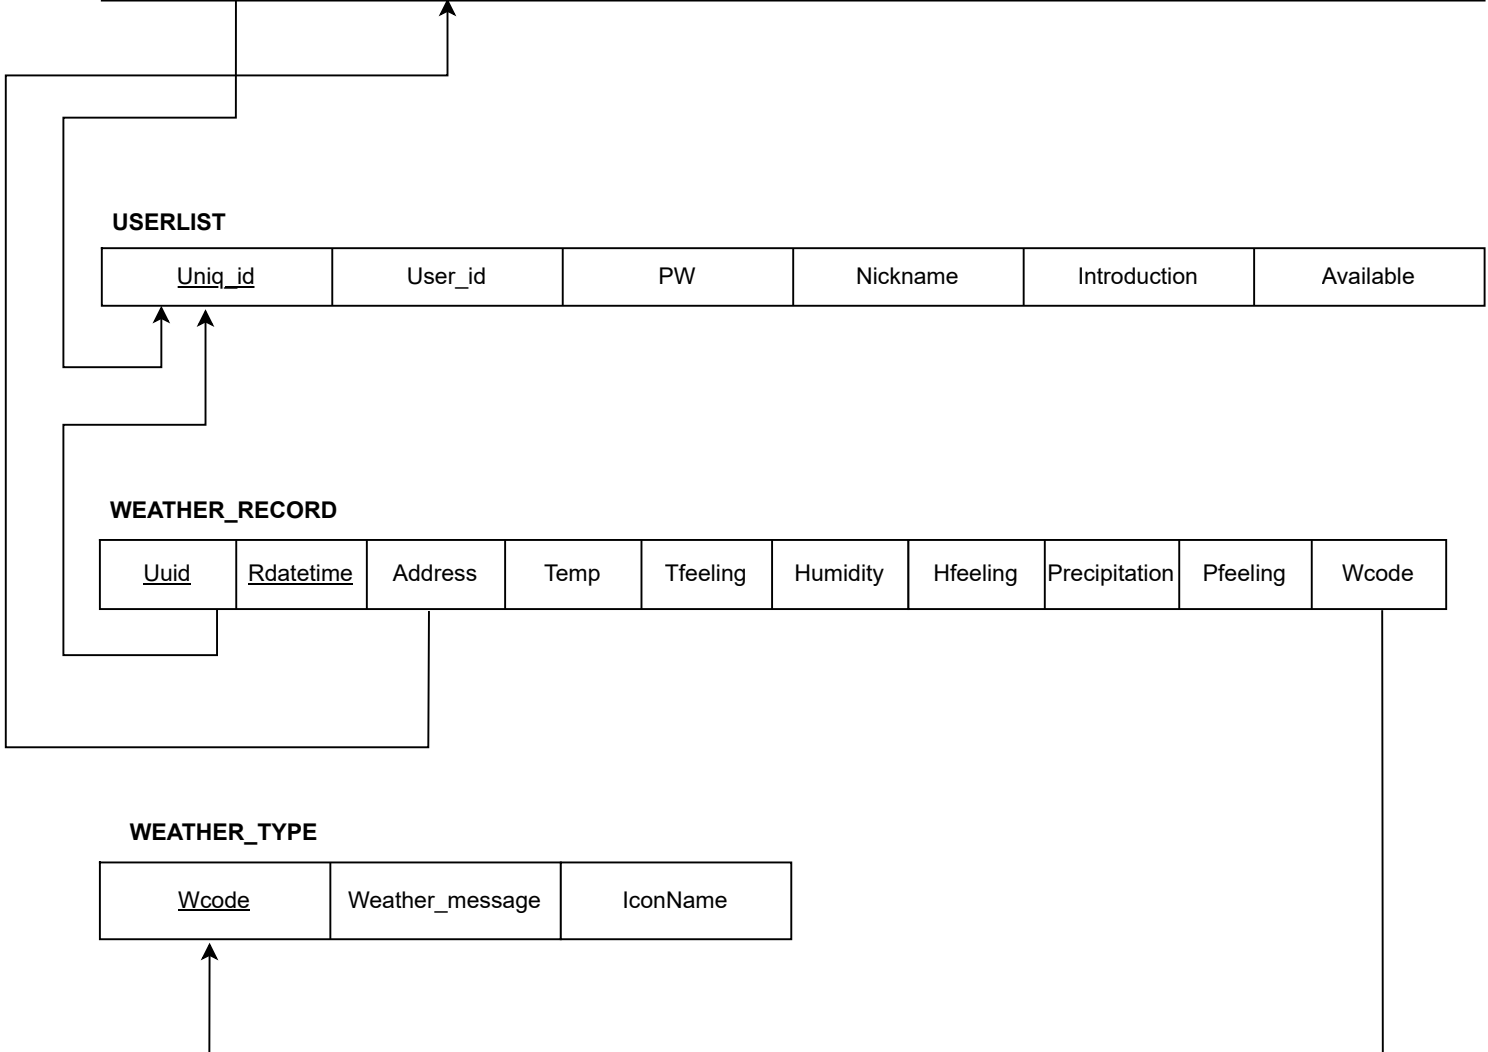 USERLIST
Uniq_id User_id PW Nickname Introduction Available
WEATHER_RECORD
Uuid Rdatetime Address Temp Tfeeling Humidity Hfeeling Precipitation Pfeeling Wcode
WEATHER_TYPE
Wcode Weather_message IconName